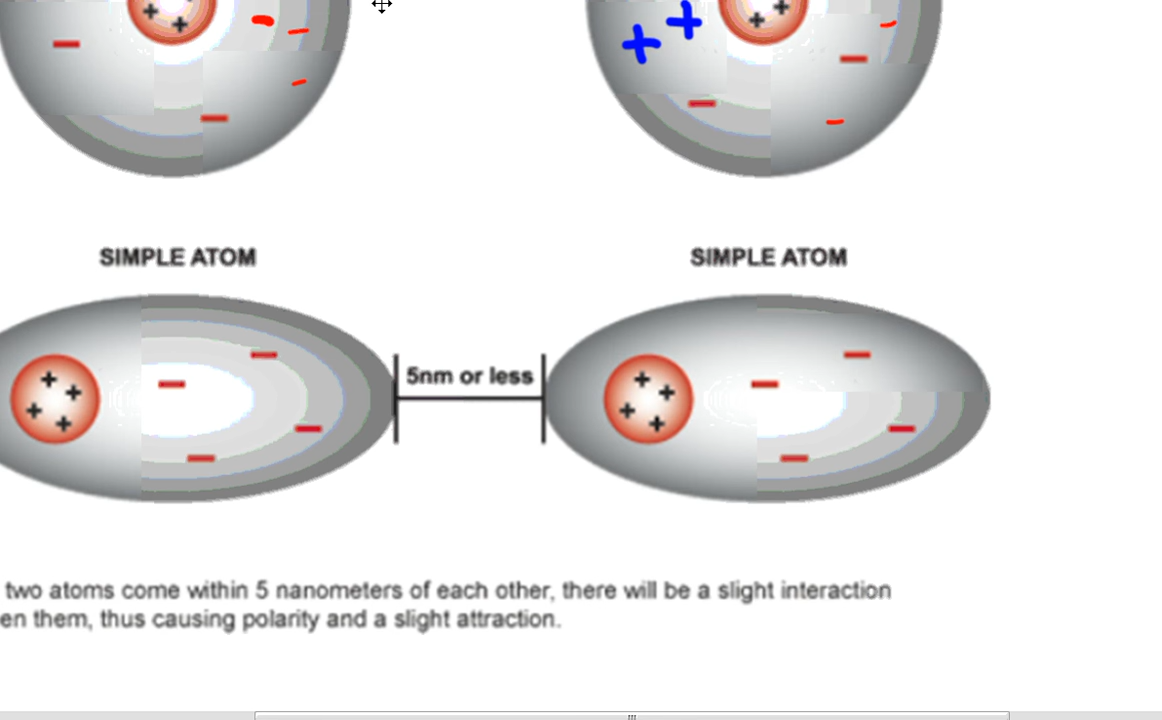 SIMPLE ATOM SIMPLE ATOM
5nm or less
two atoms come within 5 nanometers of each other, there will be a slight interaction
en them, thus causing polarity and a slight attraction.